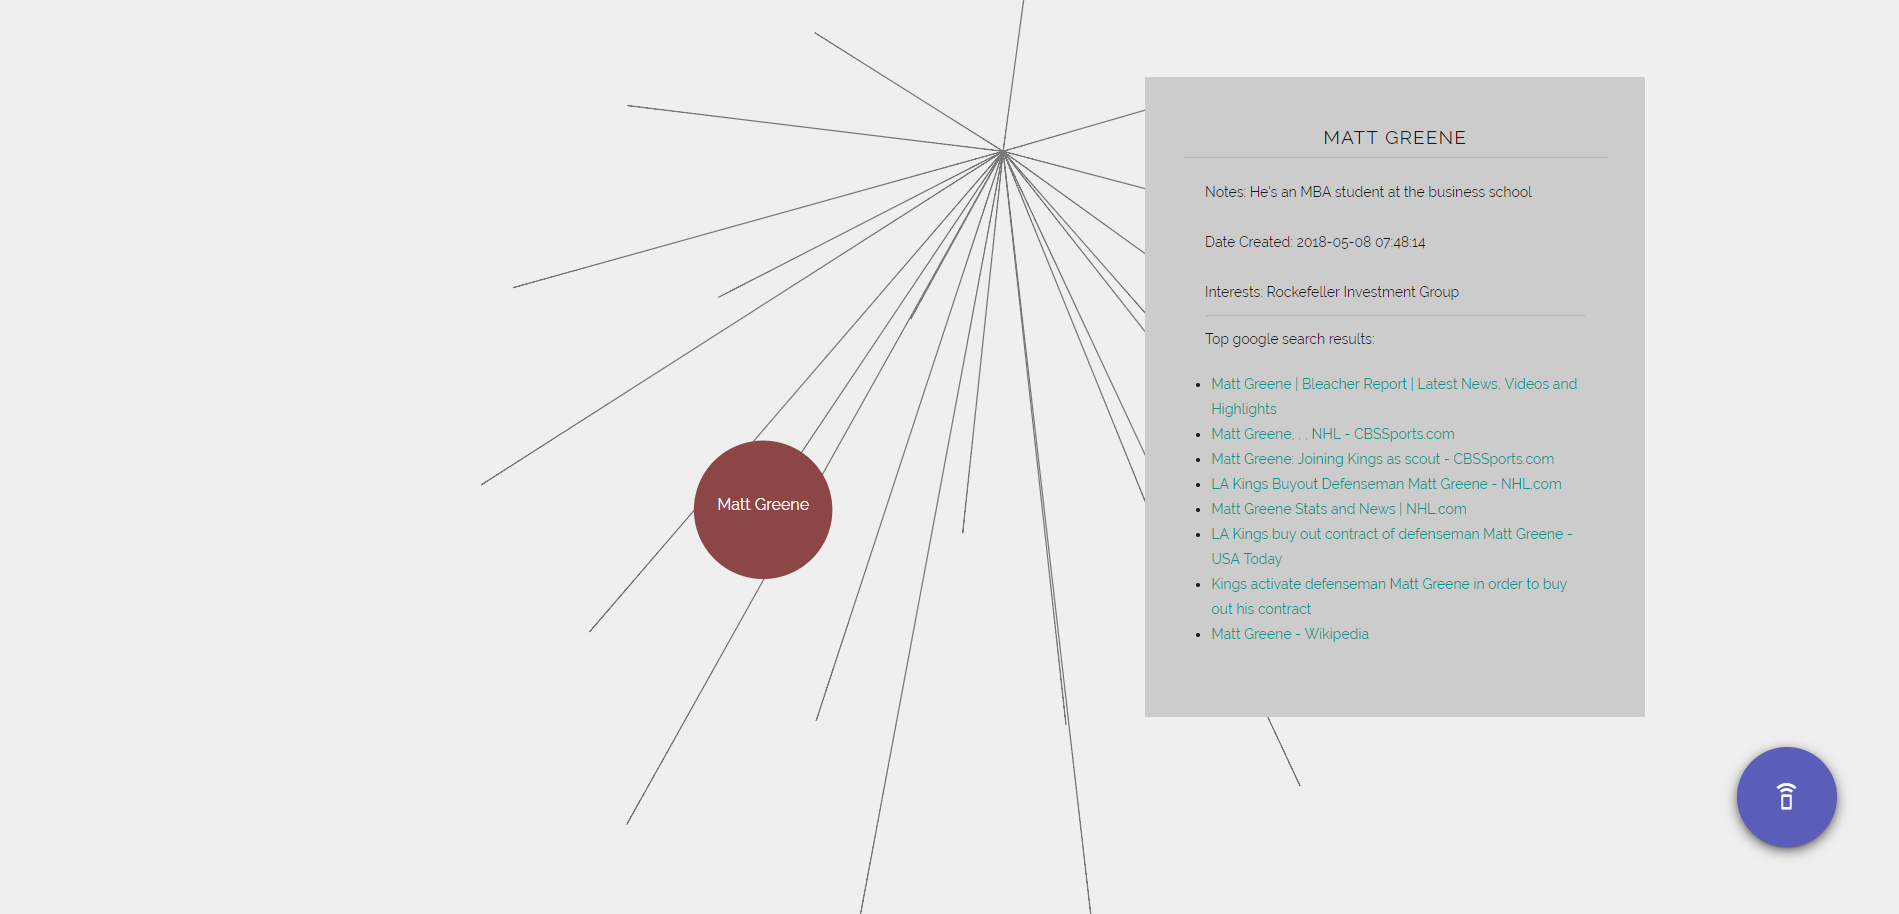 MATT GREENE
Notes: He's an MBA student at the business school
Date Created: 2018-05-08 07:48:14
Interests: Rockefeller Investment Group
Top google search results:
Matt Greene | Bleacher Report | Latest News, Videos and
Highlights
Matt Greene, , , NHL - CBSSports.com
Matt Greene: Joining Kings as scout - CBSSports.com
LA Kings Buyout Defenseman Matt Greene - NHL.com
Matt Greene Stats and News | NHL.com
LA Kings buy out contract of defenseman Matt Greene -
USA Today
Kings activate defenseman Matt Greene in order to buy
out his contract
Matt Greene - Wikipedia
Matt Greene